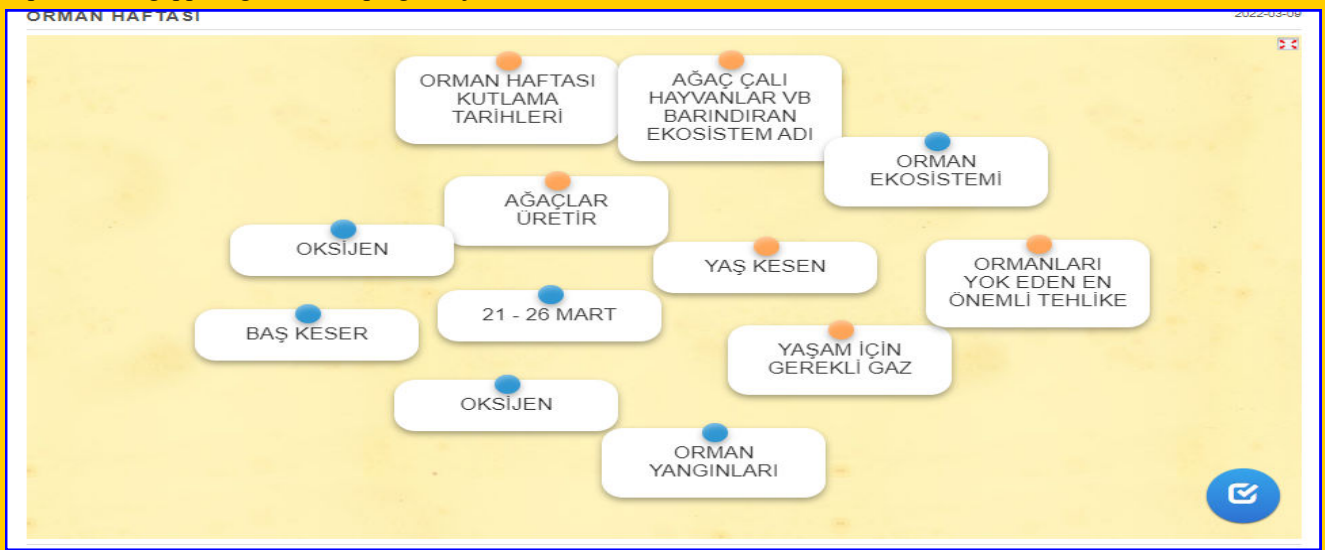 ORMAN HAFTASI
2022-03-09
ORMAN HAFTASI
KUTLAMA
TARİHLERİ
AĞAÇ ÇALI
HAYVANLAR VB
BARINDIRAN
EKOSİSTEM ADI
ORMAN
EKOSİSTEMİ
AĞAÇLAR
ÜRETİR
OKSİJEN
YAŞ KESEN
ORMANLARI
YOK EDEN EN
ÖNEMLİ TEHLİKE
21 - 26 MART
BAŞ KESER
YAŞAM İÇİN
GEREKLİ GAZ
OKSİJEN
ORMAN
YANGINLARI